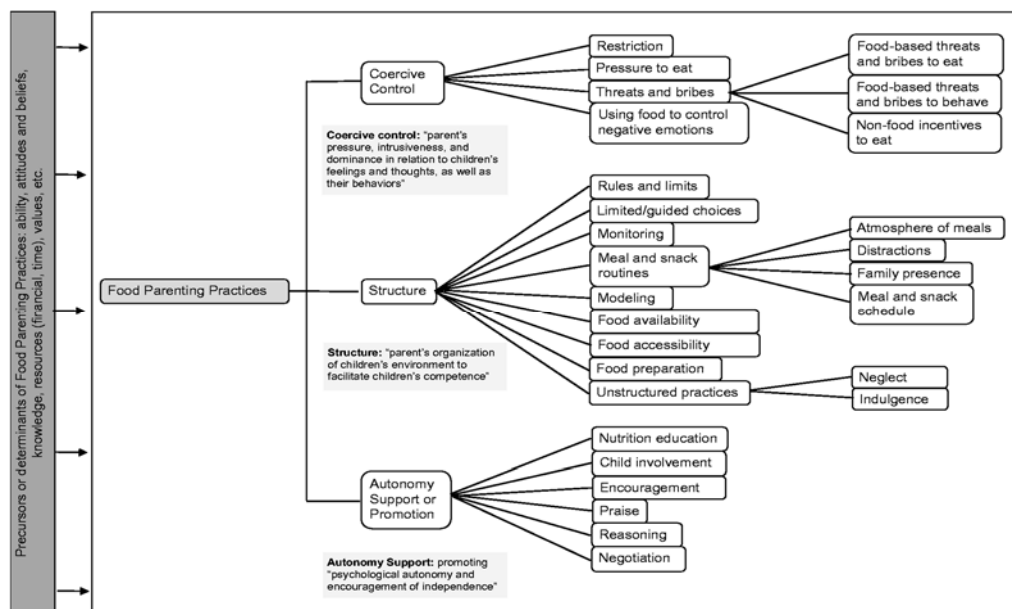 Precursors or determinants of Food Parenting Practices: ability, attitudes and beliefs,
knowledge, resources (financial, time), values, etc.
Food Parenting Practices
Coercive
Control
Coercive control: "parent's
pressure, intrusiveness, and
dominance in relation to children's
feelings and thoughts, as well as
their behaviors"
Restriction
Pressure to eat
Threats and bribes
Using food to control
negative emotions
Food-based threats
and bribes to eat
Food-based threats
and bribes to behave
Non-food incentives
to eat
Structure
Structure: "parent's organization
of children's environment to
facilitate children's competence"
Rules and limits
Limited/guided choices
Monitoring
Meal and snack
routines
Modeling
Food availability
Food accessibility
Food preparation
Unstructured practices
Atmosphere of meals
Distractions
Family presence
Meal and snack
schedule
Neglect
Indulgence
Autonomy
Support or
Promotion
Autonomy Support: promoting
"psychological autonomy and
encouragement of independence"
Nutrition education
Child involvement
Encouragement
Praise
Reasoning
Negotiation